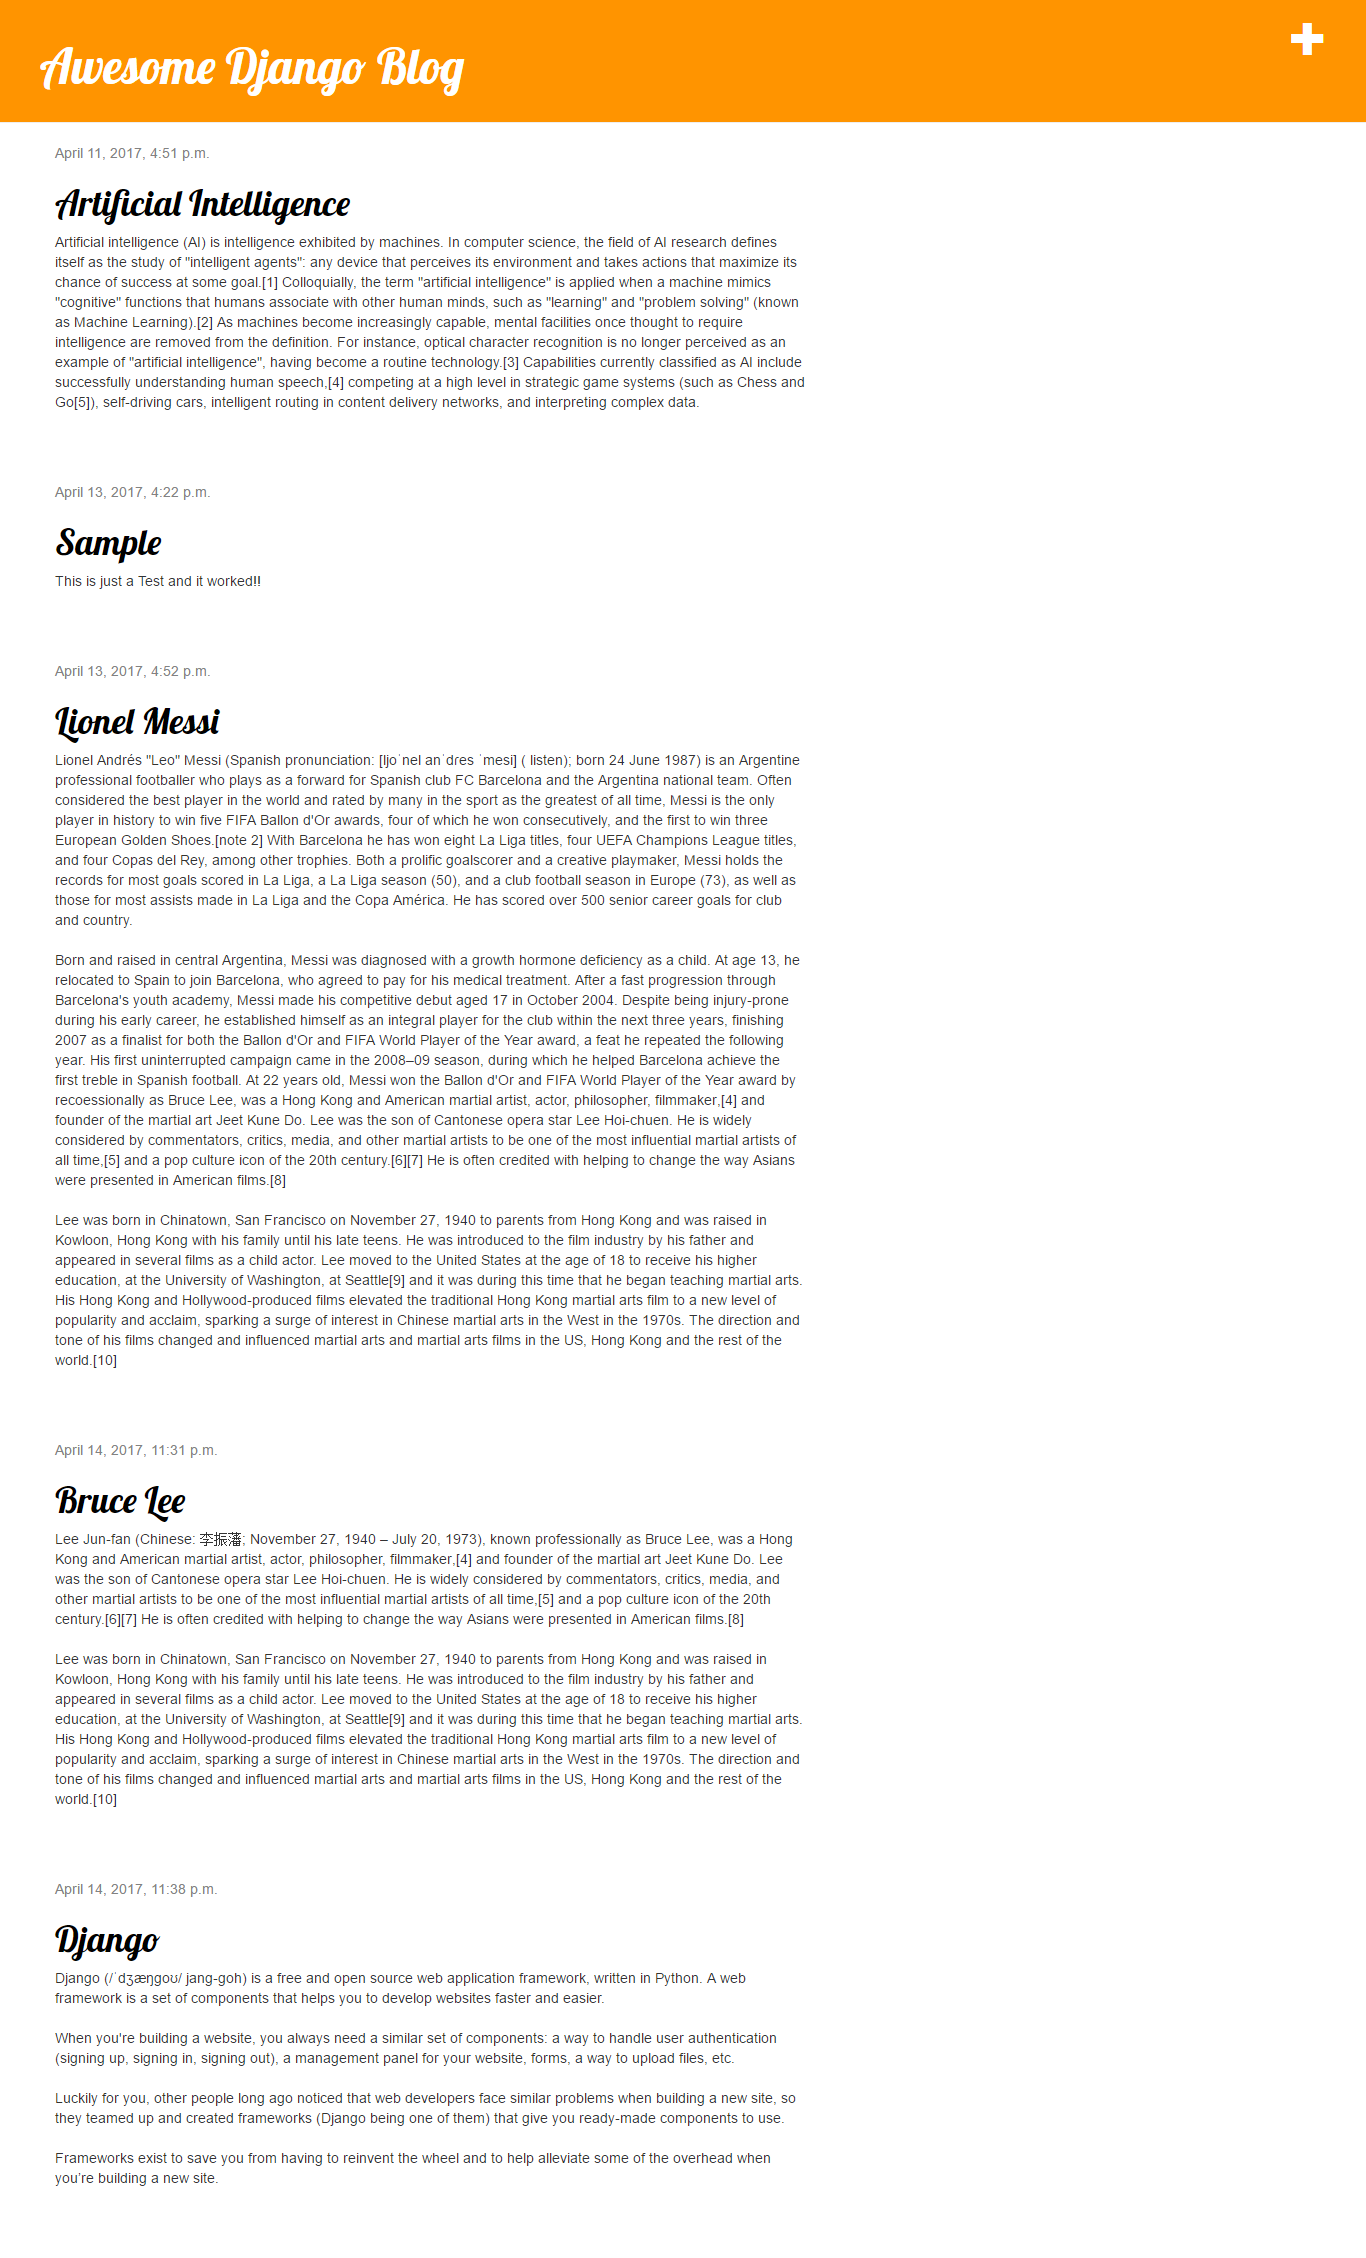 Awesome Django Blog
April 11, 2017, 4:51 p.m.
Artificial Intelligence
Artificial intelligence (AI) is intelligence exhibited by machines. In computer science, the field of AI research defines
itself as the study of "intelligent agents": any device that perceives its environment and takes actions that maximize its
chance of success at some goal.[1] Colloquially, the term "artificial intelligence" is applied when a machine mimics
"cognitive" functions that humans associate with other human minds, such as "learning" and "problem solving" (known
as Machine Learning).[2] As machines become increasingly capable, mental facilities once thought to require
intelligence are removed from the definition. For instance, optical character recognition is no longer perceived as an
example of "artificial intelligence", having become a routine technology.[3] Capabilities currently classified as AI include
successfully understanding human speech,[4] competing at a high level in strategic game systems (such as Chess and
Go[5]), self-driving cars, intelligent routing in content delivery networks, and interpreting complex data.
April 13, 2017, 4:22 p.m.
Sample
This is just a Test and it worked!!
April 13, 2017, 4:52 p.m.
Lionel Messi
Lionel Andrés "Leo" Messi (Spanish pronunciation: [ljoˈnel anˈdres ˈmesi] ( listen); born 24 June 1987) is an Argentine
professional footballer who plays as a forward for Spanish club FC Barcelona and the Argentina national team. Often
considered the best player in the world and rated by many in the sport as the greatest of all time, Messi is the only
player in history to win five FIFA Ballon d'Or awards, four of which he won consecutively, and the first to win three
European Golden Shoes.[note 2] With Barcelona he has won eight La Liga titles, four UEFA Champions League titles,
and four Copas del Rey, among other trophies. Both a prolific goalscorer and a creative playmaker, Messi holds the
records for most goals scored in La Liga, a La Liga season (50), and a club football season in Europe (73), as well as
those for most assists made in La Liga and the Copa América. He has scored over 500 senior career goals for club
and country.
Born and raised in central Argentina, Messi was diagnosed with a growth hormone deficiency as a child. At age 13, he
relocated to Spain to join Barcelona, who agreed to pay for his medical treatment. After a fast progression through
Barcelona's youth academy, Messi made his competitive debut aged 17 in October 2004. Despite being injury-prone
during his early career, he established himself as an integral player for the club within the next three years, finishing
2007 as a finalist for both the Ballon d'Or and FIFA World Player of the Year award, a feat he repeated the following
year. His first uninterrupted campaign came in the 2008–09 season, during which he helped Barcelona achieve the
first treble in Spanish football. At 22 years old, Messi won the Ballon d'Or and FIFA World Player of the Year award by
recoessionally as Bruce Lee, was a Hong Kong and American martial artist, actor, philosopher, filmmaker,[4] and
founder of the martial art Jeet Kune Do. Lee was the son of Cantonese opera star Lee Hoi-chuen. He is widely
considered by commentators, critics, media, and other martial artists to be one of the most influential martial artists of
all time,[5] and a pop culture icon of the 20th century.[6][7] He is often credited with helping to change the way Asians
were presented in American films.[8]
Lee was born in Chinatown, San Francisco on November 27, 1940 to parents from Hong Kong and was raised in
Kowloon, Hong Kong with his family until his late teens. He was introduced to the film industry by his father and
appeared in several films as a child actor. Lee moved to the United States at the age of 18 to receive his higher
education, at the University of Washington, at Seattle[9] and it was during this time that he began teaching martial arts.
His Hong Kong and Hollywood-produced films elevated the traditional Hong Kong martial arts film to a new level of
popularity and acclaim, sparking a surge of interest in Chinese martial arts in the West in the 1970s. The direction and
tone of his films changed and influenced martial arts and martial arts films in the US, Hong Kong and the rest of the
world.[10]
April 14, 2017, 11:31 p.m.
Bruce Lee
Lee Jun-fan (Chinese: 李振藩; November 27, 1940 – July 20, 1973), known professionally as Bruce Lee, was a Hong
Kong and American martial artist, actor, philosopher, filmmaker,[4] and founder of the martial art Jeet Kune Do. Lee
was the son of Cantonese opera star Lee Hoi-chuen. He is widely considered by commentators, critics, media, and
other martial artists to be one of the most influential martial artists of all time,[5] and a pop culture icon of the 20th
century.[6][7] He is often credited with helping to change the way Asians were presented in American films.[8]
Lee was born in Chinatown, San Francisco on November 27, 1940 to parents from Hong Kong and was raised in
Kowloon, Hong Kong with his family until his late teens. He was introduced to the film industry by his father and
appeared in several films as a child actor. Lee moved to the United States at the age of 18 to receive his higher
education, at the University of Washington, at Seattle[9] and it was during this time that he began teaching martial arts.
His Hong Kong and Hollywood-produced films elevated the traditional Hong Kong martial arts film to a new level of
popularity and acclaim, sparking a surge of interest in Chinese martial arts in the West in the 1970s. The direction and
tone of his films changed and influenced martial arts and martial arts films in the US, Hong Kong and the rest of the
world.[10]
April 14, 2017, 11:38 p.m.
Django
Django (/ˈdʒæŋɡoʊ/ jang-goh) is a free and open source web application framework, written in Python. A web
framework is a set of components that helps you to develop websites faster and easier.
When you're building a website, you always need a similar set of components: a way to handle user authentication
(signing up, signing in, signing out), a management panel for your website, forms, a way to upload files, etc.
Luckily for you, other people long ago noticed that web developers face similar problems when building a new site, so
they teamed up and created frameworks (Django being one of them) that give you ready-made components to use.
Frameworks exist to save you from having to reinvent the wheel and to help alleviate some of the overhead when
you're building a new site.